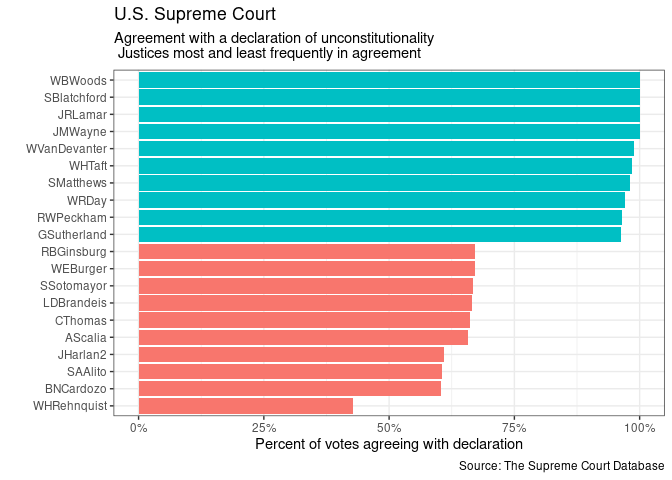 U.S. Supreme Court
Agreement with a declaration of unconstitutionality
Justices most and least frequently in agreement
WBWoods
SBlatchford
JRLamar
JMWayne
WVanDevanter
WHTaft
SMatthews
WRDay
RWPeckham
GSutherland
RBGinsburg
WEBurger
SSotomayor
LDBrandeis
CThomas
AScalia
JHarlan2
SAAlito
BNCardozo
WHRehnquist
0% 25% 50% 75% 100%
Percent of votes agreeing with declaration
Source: The Supreme Court Database